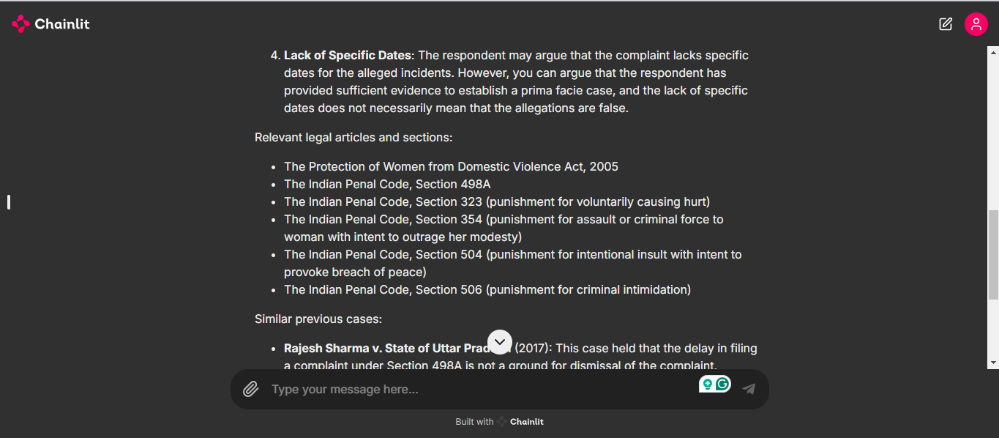 Chainlit
4. Lack of Specific Dates: The respondent may argue that the complaint lacks specific
dates for the alleged incidents. However, you can argue that the respondent has
provided sufficient evidence to establish a prima facie case, and the lack of specific
dates does not necessarily mean that the allegations are false.
Relevant legal articles and sections:
• The Protection of Women from Domestic Violence Act, 2005
• The Indian Penal Code, Section 498A
• The Indian Penal Code, Section 323 (punishment for voluntarily causing hurt)
• The Indian Penal Code, Section 354 (punishment for assault or criminal force to
woman with intent to outrage her modesty)
• The Indian Penal Code, Section 504 (punishment for intentional insult with intent to
provoke breach of peace)
• The Indian Penal Code, Section 506 (punishment for criminal intimidation)
Similar previous cases:
• Rajesh Sharma v. State of Uttar (2017): This case held that the delay in filing
a complaint under Section 498A is not a ground for dismissal of the complaint.
Type your message here...
Built with Chainlit